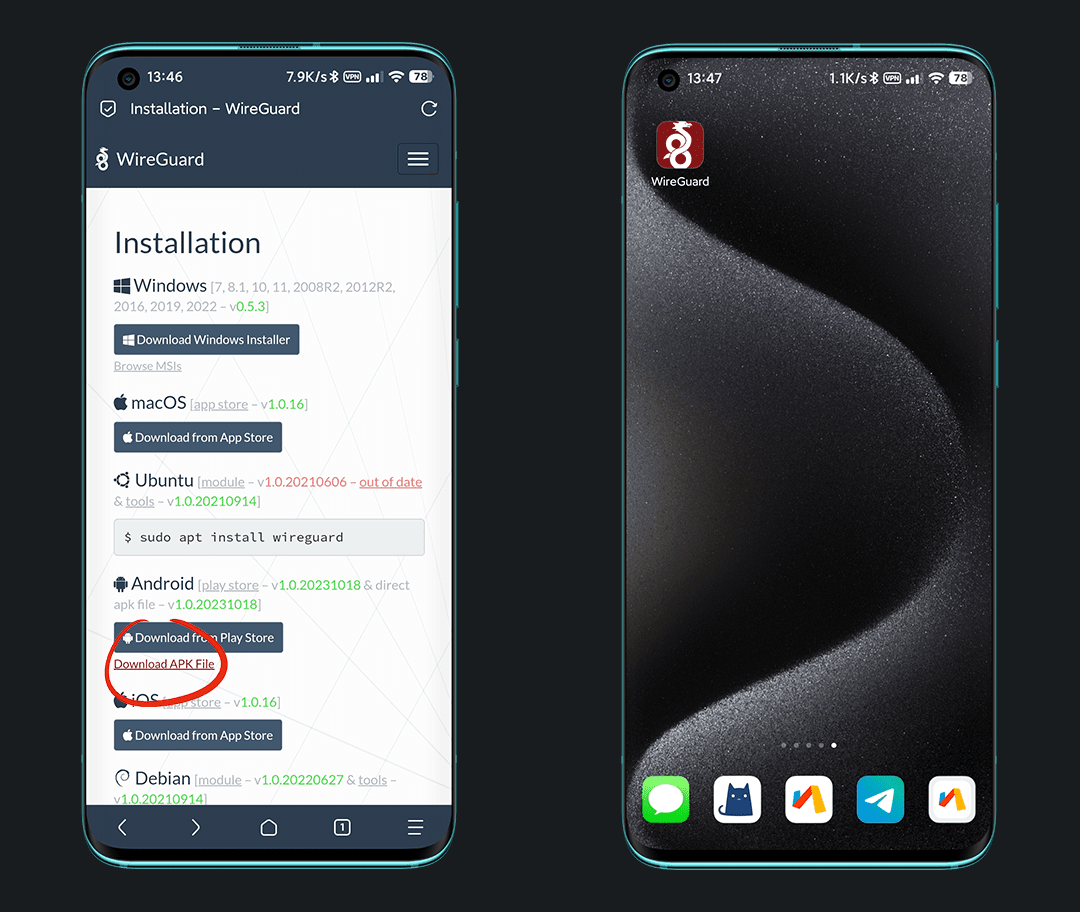 13:46
7.9K/s VPN 78
Installation – WireGuard
WireGuard
Installation
Windows [7, 8.1, 10, 11, 2008R2, 2012R2,
2016, 2019, 2022 – v0.5.3]
Download Windows Installer
Browse MSIs
macOS [app store – v1.0.16]
Download from App Store
Ubuntu [module – v1.0.20210606 – out of date
& tools – v1.0.20210914]
$ sudo apt install wireguard
Android [play store – v1.0.20231018 & direct
apk file – v1.0.20231018]
Download from Play Store
Download APK File
iOS [app store – v1.0.16]
Download from App Store
Debian [module – v1.0.20220627 & tools –
v1.0.20210914]
1
13:47
1.1K/s VPN 78
WireGuard